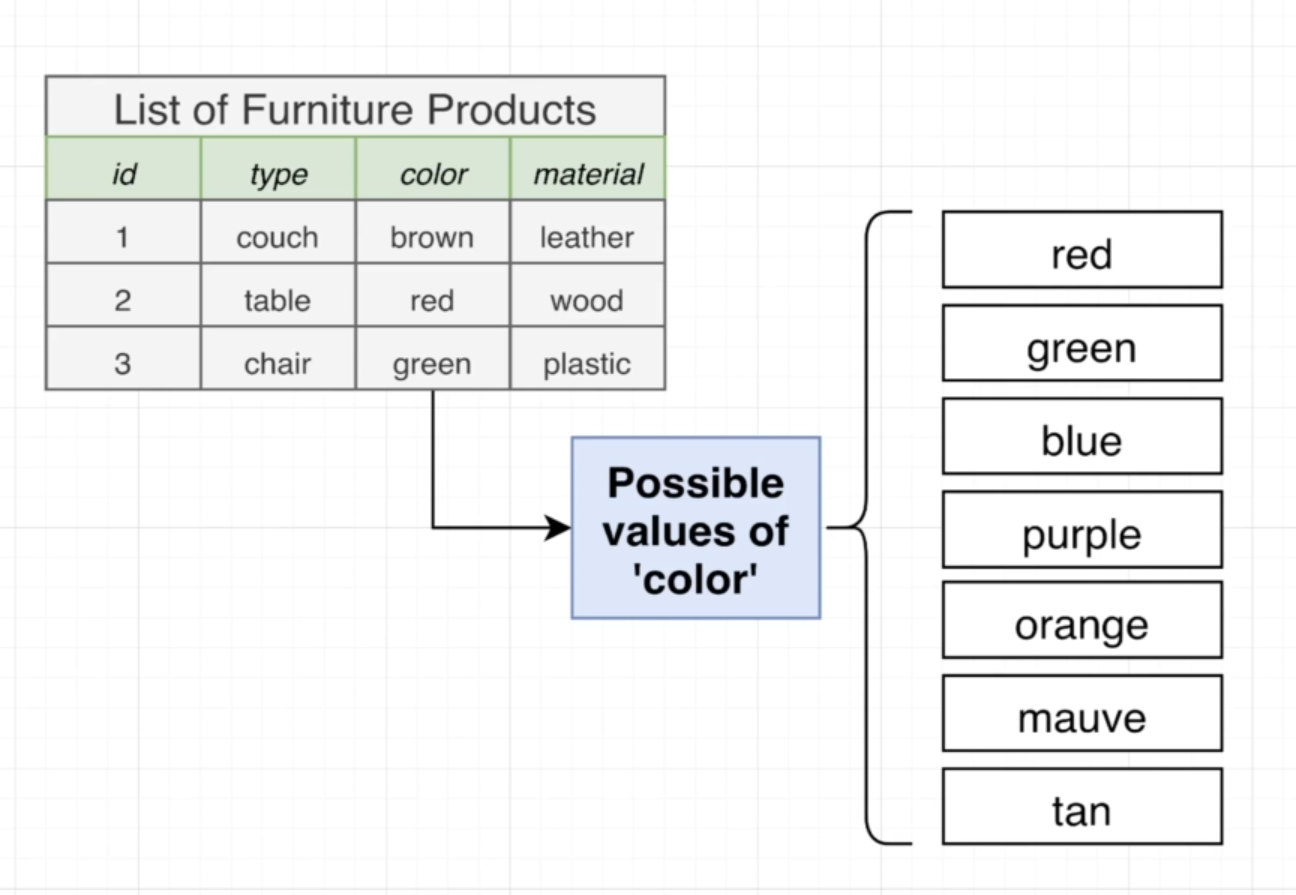 List of Furniture Products
id type color material
1 couch brown leather
2 table red wood
3 chair green plastic
Possible
values of
'color'
red
green
blue
purple
orange
mauve
tan